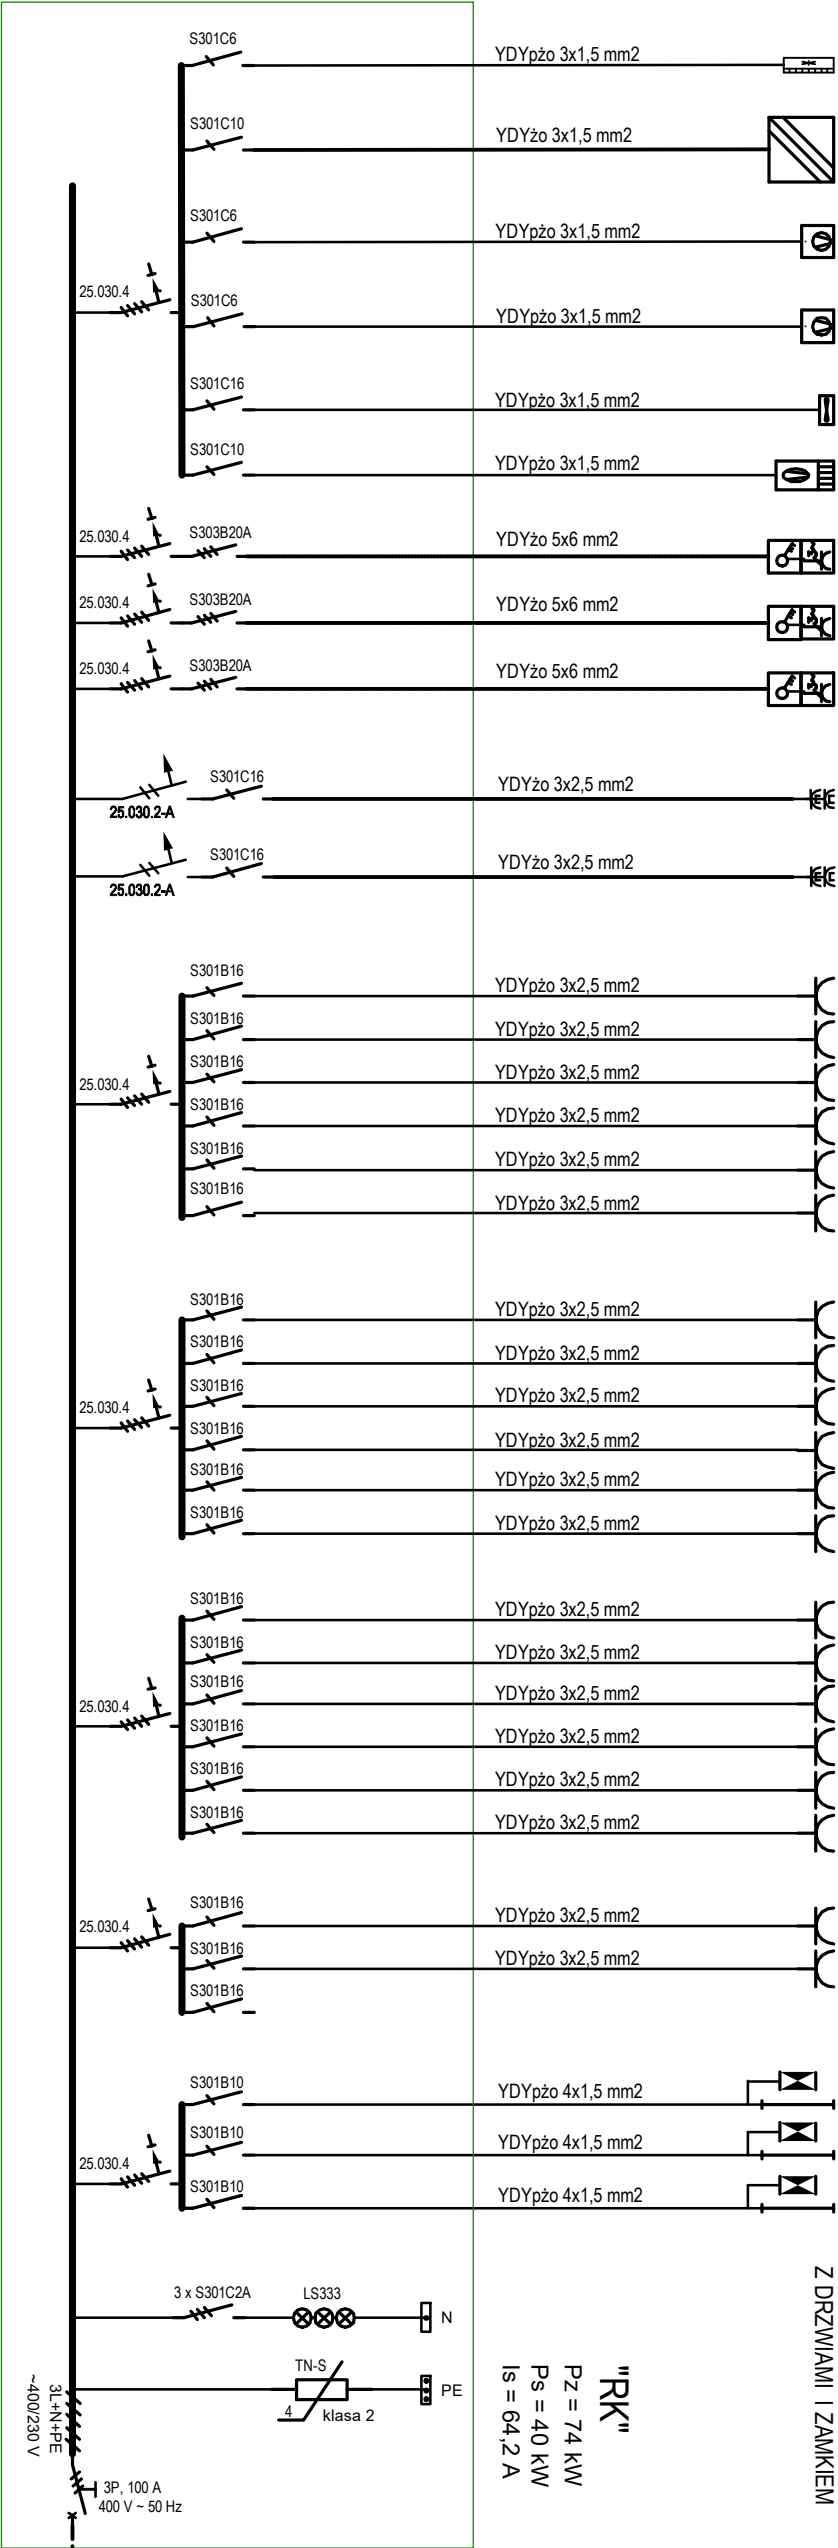 S301C6
YDYpżo 3x1,5 mm2
S301C10
YDYżo 3x1,5 mm2
S301C6
YDYpżo 3x1,5 mm2
25.030.4
S301C6
YDYpżo 3x1,5 mm2
S301C16
YDYpżo 3x1,5 mm2
S301C10
YDYpżo 3x1,5 mm2
25.030.4
S303B20A
YDYżo 5x6 mm2
25.030.4
S303B20A
YDYżo 5x6 mm2
25.030.4
S303B20A
YDYżo 5x6 mm2
S301C16
YDYżo 3x2,5 mm2
25.030.2-A
S301C16
YDYżo 3x2,5 mm2
25.030.2-A
S301B16
YDYpżo 3x2,5 mm2
S301B16
YDYpżo 3x2,5 mm2
S301B16
YDYpżo 3x2,5 mm2
25.030.4
S301B16
YDYpżo 3x2,5 mm2
S301B16
YDYpżo 3x2,5 mm2
S301B16
YDYpżo 3x2,5 mm2
S301B16
YDYpżo 3x2,5 mm2
S301B16
YDYpżo 3x2,5 mm2
S301B16
YDYpżo 3x2,5 mm2
25.030.4
S301B16
YDYpżo 3x2,5 mm2
S301B16
YDYpżo 3x2,5 mm2
S301B16
YDYpżo 3x2,5 mm2
S301B16
YDYpżo 3x2,5 mm2
S301B16
YDYpżo 3x2,5 mm2
S301B16
YDYpżo 3x2,5 mm2
25.030.4
S301B16
YDYpżo 3x2,5 mm2
S301B16
YDYpżo 3x2,5 mm2
S301B16
YDYpżo 3x2,5 mm2
S301B16
YDYpżo 3x2,5 mm2
25.030.4
S301B16
YDYpżo 3x2,5 mm2
S301B16
S301B10
YDYpżo 4x1,5 mm2
S301B10
YDYpżo 4x1,5 mm2
25.030.4
S301B10
YDYpżo 4x1,5 mm2
3 x S301C2A
LS333
N
TN-S
4
klasa 2
PE
3L+N+PE
~400/230 V
3P, 100 A
400 V ~ 50 Hz
Z DRZWIAMI I ZAMKIEM
"RK"
Pz = 74 kW
Ps = 40 kW
Is = 64,2 A